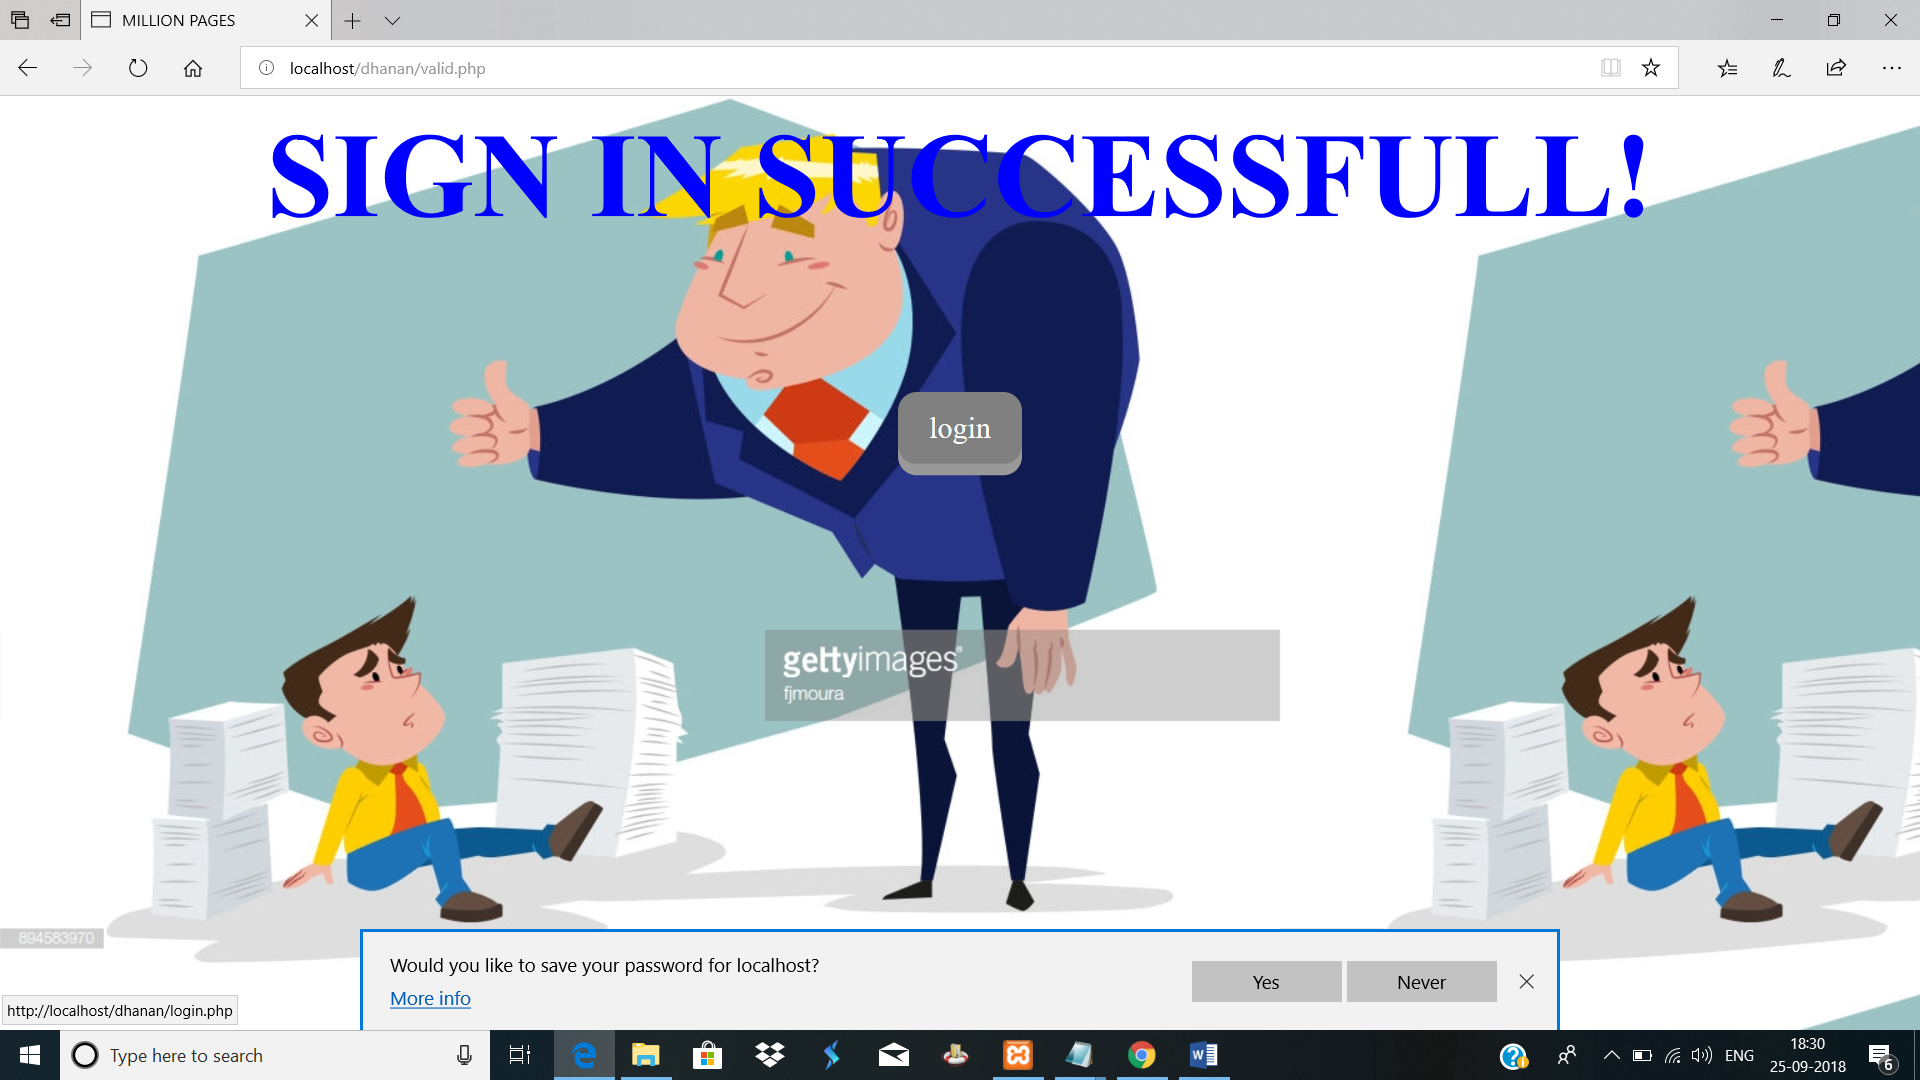 MILLION PAGES
localhost/dhanan/valid.php
SIGN IN SUCCESSFULL!
login
gettyimages®
fjmoura
894583970
Would you like to save your password for localhost?
More info
Yes
Never
http://localhost/dhanan/login.php
Type here to search
ENG
18:30
25-09-2018
6